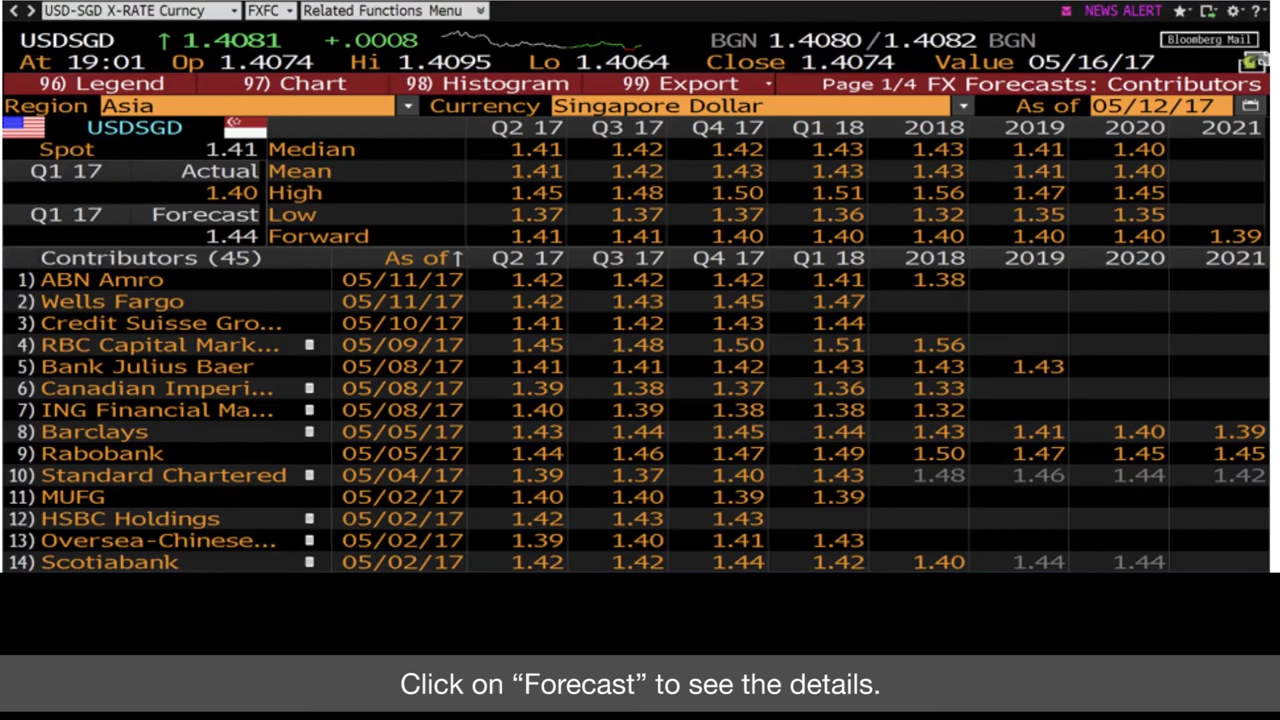 USD-SGD X-RATE Curncy FXFC Related Functions Menu NEWS ALERT
USDSGD ↑ 1.4081 +.0008 BGN 1.4080/1.4082 BGN Bloomberg Mail
At 19:01 Op 1.4074 Hi 1.4095 Lo 1.4064 Close 1.4074 Value 05/16/17
96) Legend 97) Chart 98) Histogram 99) Export Page 1/4 FX Forecasts: Contributors
Region Asia Currency Singapore Dollar As of 05/12/17
USDSGD Q2 17 Q3 17 Q4 17 Q1 18 2018 2019 2020 2021
Spot 1.41 Median 1.41 1.42 1.42 1.43 1.43 1.41 1.40
Q1 17 Actual Mean 1.41 1.42 1.43 1.43 1.43 1.41 1.40
1.40 High 1.45 1.48 1.50 1.51 1.56 1.47 1.45
Q1 17 Forecast Low 1.37 1.37 1.37 1.36 1.32 1.35 1.35
1.44 Forward 1.41 1.41 1.40 1.40 1.40 1.40 1.40 1.39
Contributors (45) As of↑ Q2 17 Q3 17 Q4 17 Q1 18 2018 2019 2020 2021
1) ABN Amro 05/11/17 1.42 1.42 1.42 1.41 1.38
2) Wells Fargo 05/11/17 1.42 1.43 1.45 1.47
3) Credit Suisse Gro... 05/10/17 1.41 1.42 1.43 1.44
4) RBC Capital Mark... 05/09/17 1.45 1.48 1.50 1.51 1.56
5) Bank Julius Baer 05/08/17 1.41 1.41 1.42 1.43 1.43 1.43
6) Canadian Imperi... 05/08/17 1.39 1.38 1.37 1.36 1.33
7) ING Financial Ma... 05/08/17 1.40 1.39 1.38 1.38 1.32
8) Barclays 05/05/17 1.43 1.44 1.45 1.44 1.43 1.41 1.40 1.39
9) Rabobank 05/05/17 1.44 1.46 1.47 1.49 1.50 1.47 1.45 1.45
10) Standard Chartered 05/04/17 1.39 1.37 1.40 1.43 1.48 1.46 1.44 1.42
11) MUFG 05/02/17 1.40 1.40 1.39 1.39
12) HSBC Holdings 05/02/17 1.42 1.43 1.43
13) Oversea-Chinese... 05/02/17 1.39 1.40 1.41 1.43
14) Scotiabank 05/02/17 1.42 1.42 1.44 1.42 1.40 1.44 1.44
Click on “Forecast” to see the details.